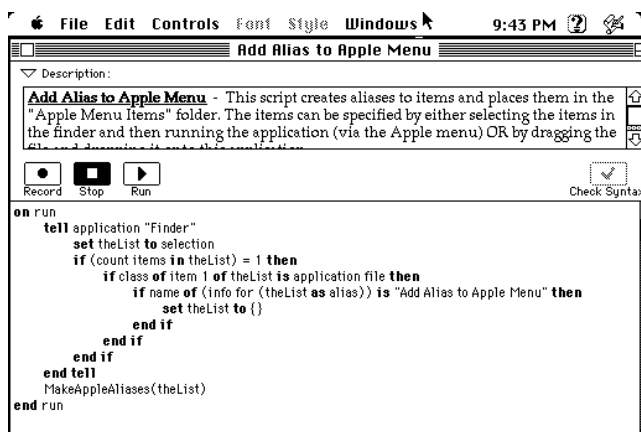 File Edit Controls Font Style Windows 9:43 PM
Add Alias to Apple Menu
Description:
Add Alias to Apple Menu - This script creates aliases to items and places them in the
"Apple Menu Items" folder. The items can be specified by either selecting the items in
the finder and then running the application (via the Apple menu) OR by dragging the
Record Stop Run Check Syntax
on run
tell application "Finder"
set theList to selection
if (count items in theList) = 1 then
if class of item 1 of theList is application file then
if name of (info for (theList as alias)) is "Add Alias to Apple Menu" then
set theList to {}
end if
end if
end if
end tell
MakeAppleAliases(theList)
end run